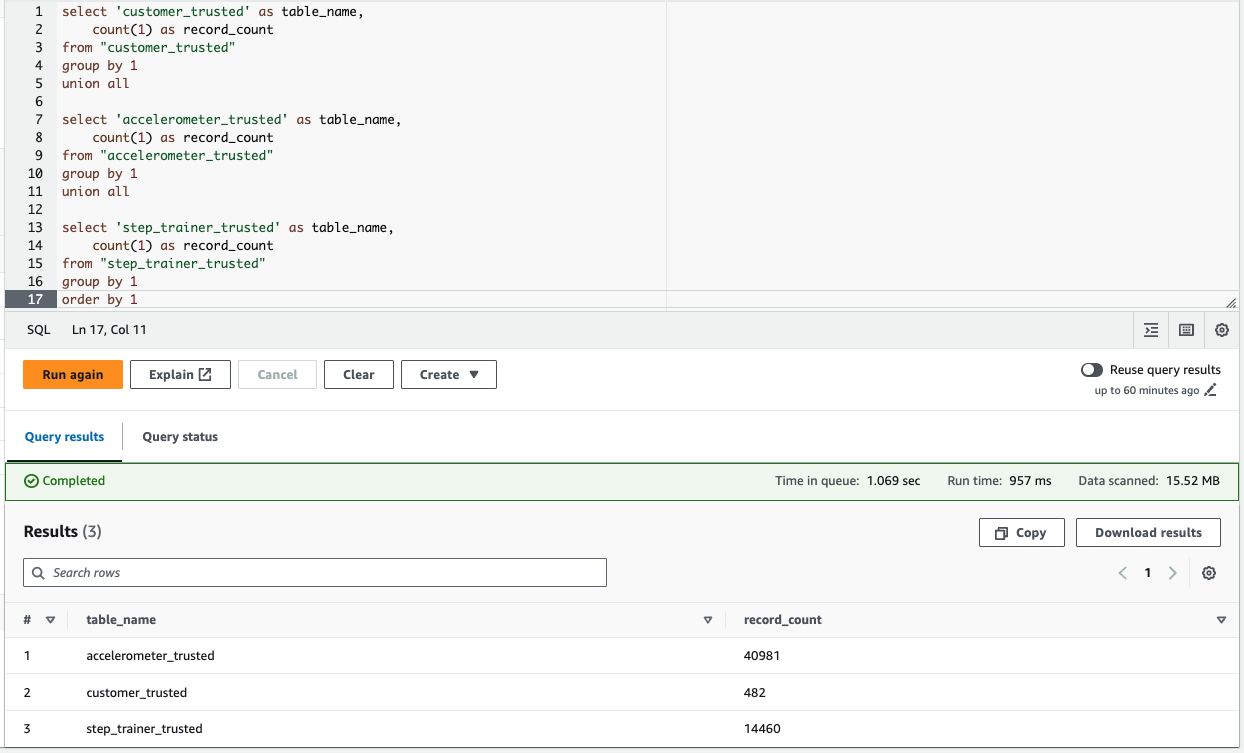 1 select 'customer_trusted' as table_name,
2 count(1) as record_count
3 from "customer_trusted"
4 group by 1
5 union all
6
7 select 'accelerometer_trusted' as table_name,
8 count(1) as record_count
9 from "accelerometer_trusted"
10 group by 1
11 union all
12
13 select 'step_trainer_trusted' as table_name,
14 count(1) as record_count
15 from "step_trainer_trusted"
16 group by 1
17 order by 1
SQL Ln 17, Col 11
Run again Explain Cancel Clear Create Reuse query results
up to 60 minutes ago
Query results Query status
Completed Time in queue: 1.069 sec Run time: 957 ms Data scanned: 15.52 MB
Results (3) Copy Download results
Search rows 1
# table_name record_count
1 accelerometer_trusted 40981
2 customer_trusted 482
3 step_trainer_trusted 14460